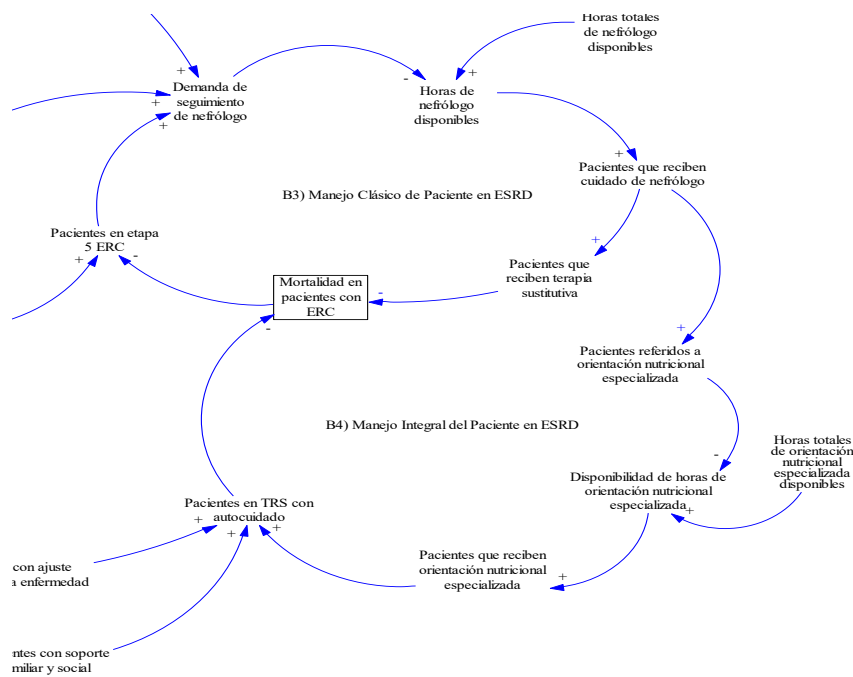 Horas totales
de nefrólogo
disponibles
+
+
+
Demanda de
seguimiento
de nefrólogo
-
+
Horas de
nefrólogo
disponibles
+
Pacientes que reciben
cuidado de nefrólogo
B3) Manejo Clásico de Paciente en ESRD
Pacientes en etapa
5 ERC
+
-
+
Pacientes que
reciben terapia
sustitutiva
Mortalidad en
pacientes con
ERC
-
-
+
Pacientes referidos a
orientación nutricional
especializada
B4) Manejo Integral del Paciente en ESRD
Horas totales
de orientación
nutricional
especializada
disponibles
-
Disponibilidad de horas de
orientación nutricional
especializada
+
Pacientes en TRS con
autocuidado
+
+
+
Pacientes que reciben
orientación nutricional
especializada
+
con ajuste
a enfermedad
ntes con soporte
miliar y social